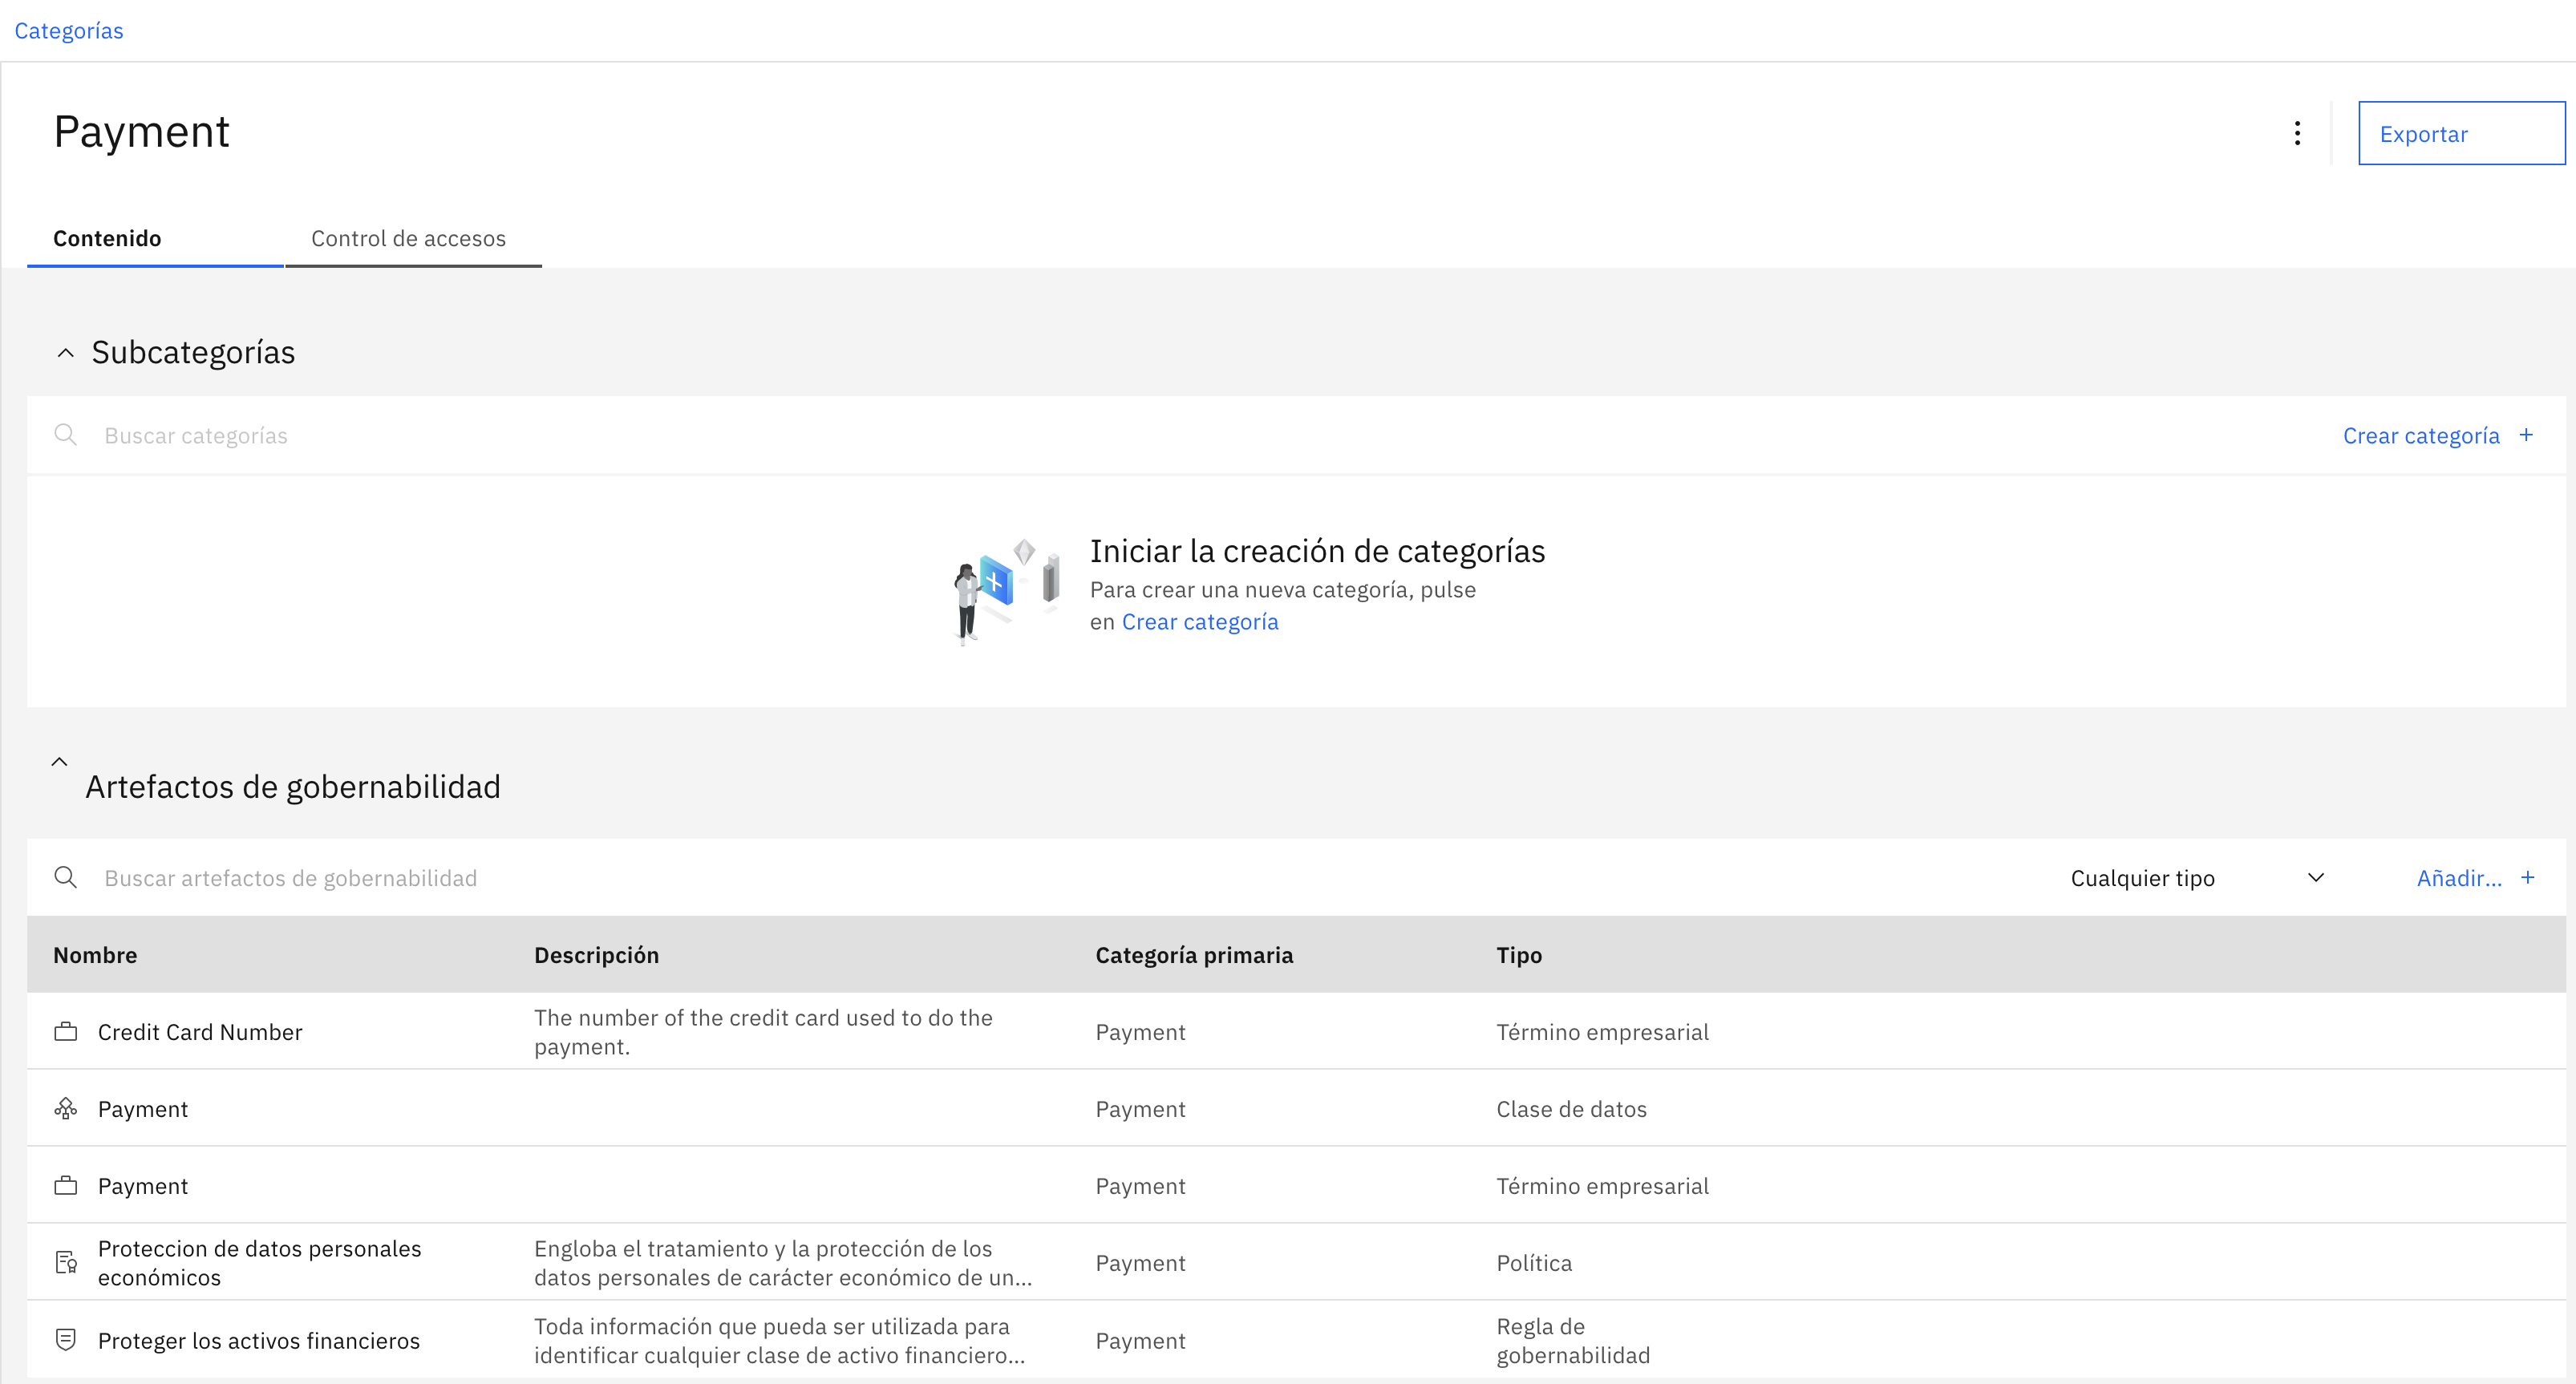 Categorías
Payment
Exportar
Contenido
Control de accesos
Subcategorías
Buscar categorías
Crear categoría +
Iniciar la creación de categorías
Para crear una nueva categoría, pulse
en Crear categoría
Artefactos de gobernabilidad
Buscar artefactos de gobernabilidad
Cualquier tipo
Añadir... +
Nombre
Descripción
Categoría primaria
Tipo
Credit Card Number
The number of the credit card used to do the
payment.
Payment
Término empresarial
Payment
Payment
Clase de datos
Payment
Payment
Término empresarial
Proteccion de datos personales
económicos
Engloba el tratamiento y la protección de los
datos personales de carácter económico de un...
Payment
Política
Proteger los activos financieros
Toda información que pueda ser utilizada para
identificar cualquier clase de activo financiero...
Payment
Regla de
gobernabilidad